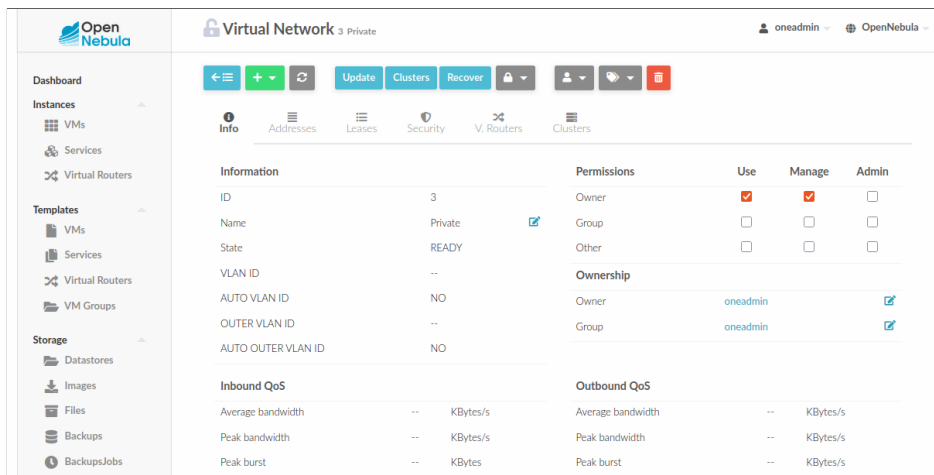 Open
Nebula
Virtual Network 3 Private
oneadmin
OpenNebula
Dashboard
Instances
VMs
Services
Virtual Routers
Templates
VMs
Services
Virtual Routers
VM Groups
Storage
Datastores
Images
Files
Backups
BackupsJobs
Update Clusters Recover
Info Addresses Leases Security V. Routers Clusters
Information
ID 3
Name Private
State READY
VLAN ID --
AUTO VLAN ID NO
OUTER VLAN ID --
AUTO OUTER VLAN ID NO
Permissions Use Manage Admin
Owner
Group
Other
Ownership
Owner oneadmin
Group oneadmin
Inbound QoS
Average bandwidth -- KBytes/s
Peak bandwidth -- KBytes/s
Peak burst -- KBytes
Outbound QoS
Average bandwidth -- KBytes/s
Peak bandwidth -- KBytes/s
Peak burst -- KBytes/s